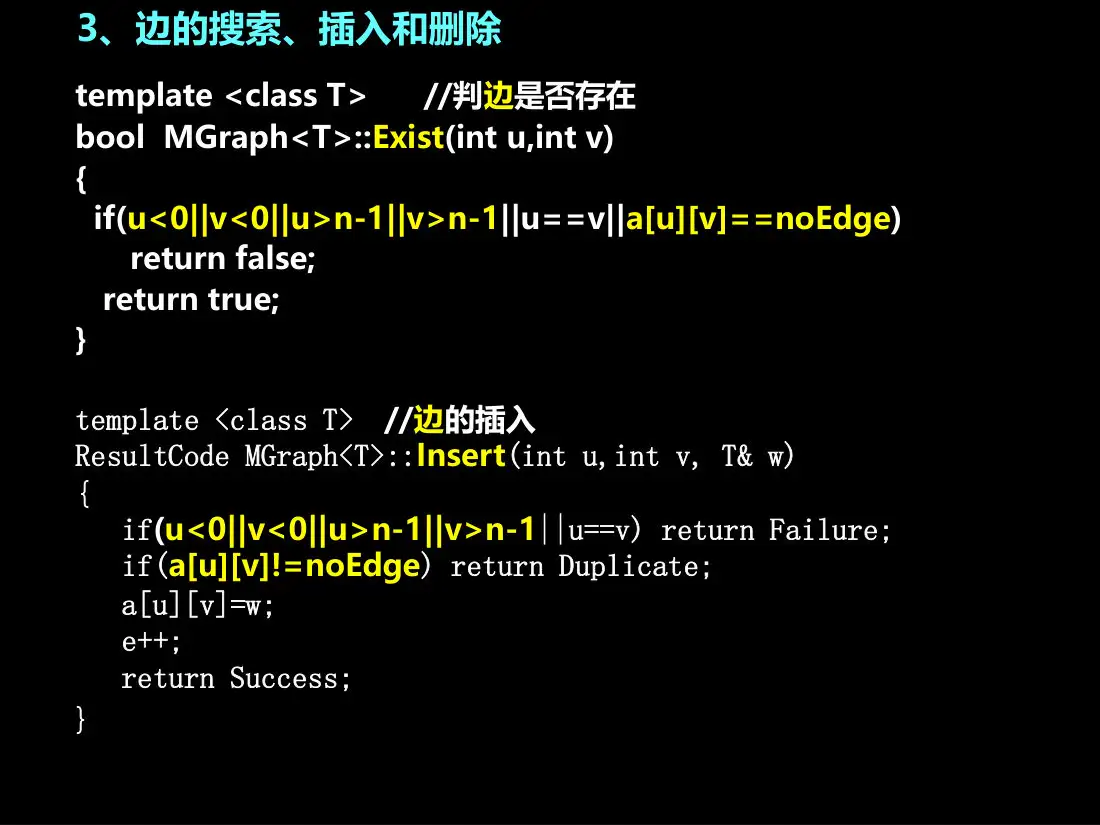 3、边的搜索、插入和删除
template <class T> //判边是否存在
bool MGraph<T>::Exist(int u,int v)
{
if(u<0||v<0||u>n-1||v>n-1||u==v||a[u][v]==noEdge)
return false;
return true;
}
template <class T> //边的插入
ResultCode MGraph<T>::Insert(int u,int v, T& w)
{
if(u<0||v<0||u>n-1||v>n-1||u==v) return Failure;
if(a[u][v]!=noEdge) return Duplicate;
a[u][v]=w;
e++;
return Success;
}